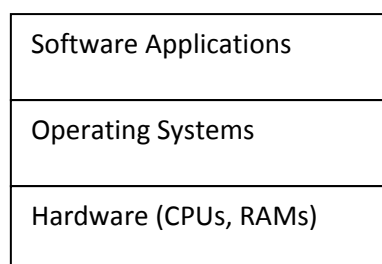 Software Applications
Operating Systems
Hardware (CPUs, RAMs)